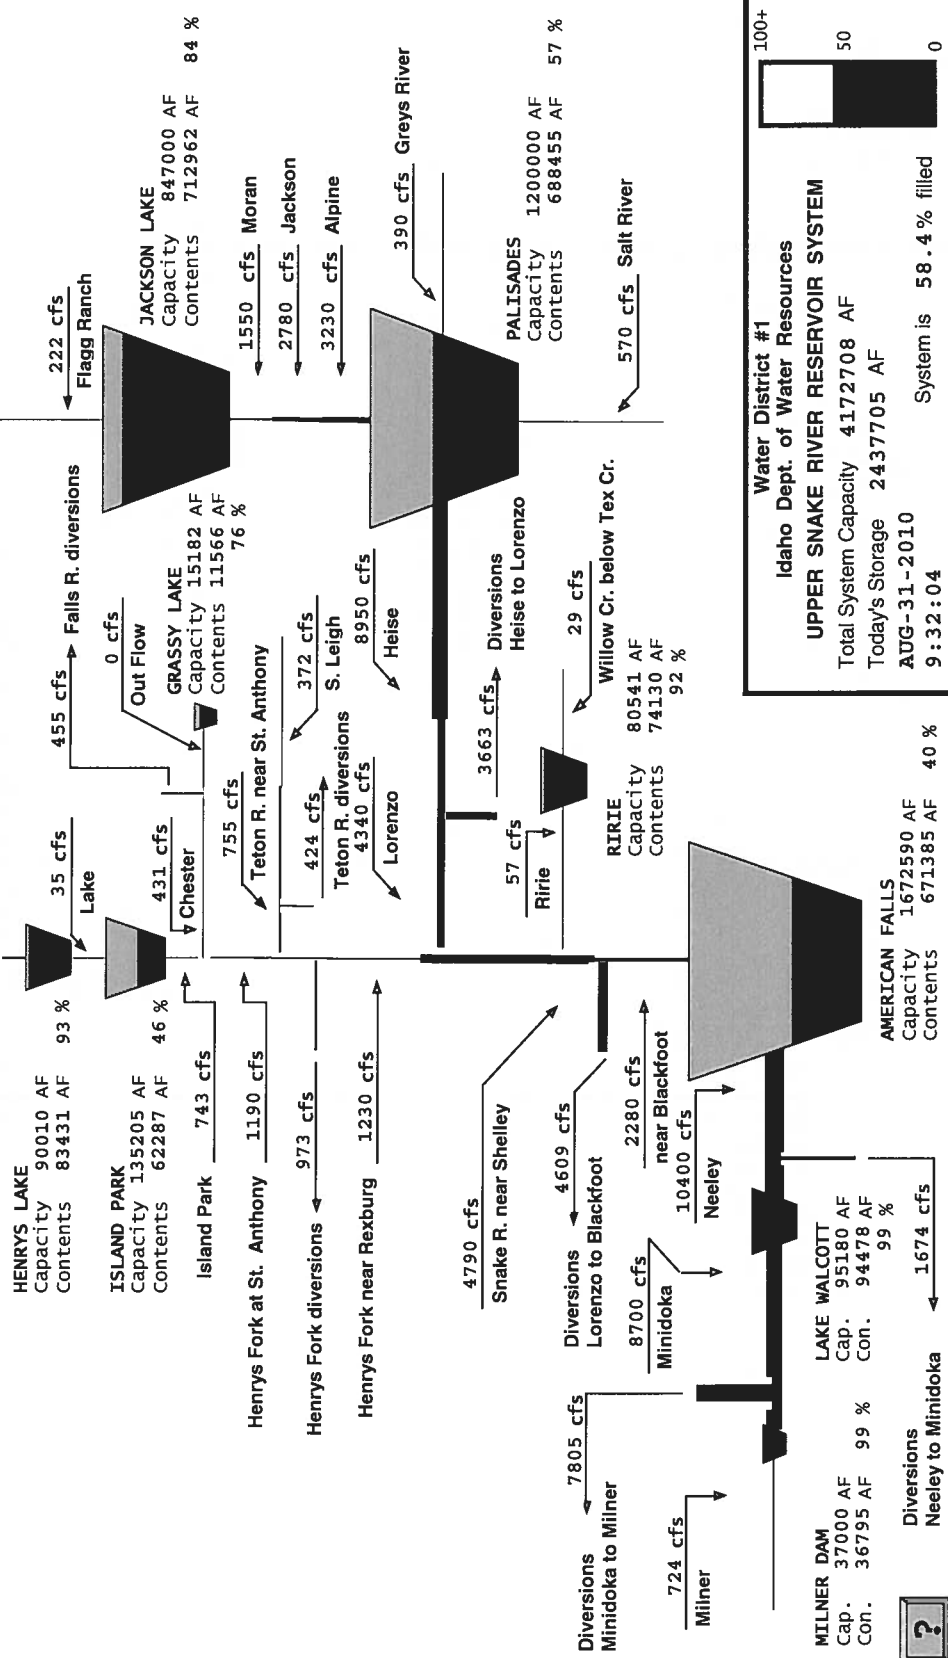 HENRYS LAKE
Capacity 90010 AF
Contents 83431 AF 93 %
35 cfs
Lake
ISLAND PARK
Capacity 135205 AF
Contents 62287 AF 46 %
743 cfs
Island Park
431 cfs
Chester
455 cfs
Falls R. diversions
0 cfs
Out Flow
GRASSY LAKE
Capacity 15182 AF
Contents 11566 AF
76 %
222 cfs
Flagg Ranch
JACKSON LAKE
Capacity 847000 AF
Contents 712962 AF 84 %
1550 cfs Moran
2780 cfs Jackson
3230 cfs Alpine
390 cfs Greys River
PALISADES
Capacity 1200000 AF
Contents 688455 AF 57 %
570 cfs Salt River
1190 cfs
Henrys Fork at St. Anthony
755 cfs
Teton R. near St. Anthony
372 cfs
S. Leigh
424 cfs
Teton R. diversions
973 cfs
Henrys Fork diversions
1230 cfs
Henrys Fork near Rexburg
4340 cfs
Lorenzo
8950 cfs
Heise
3663 cfs
Diversions
Heise to Lorenzo
57 cfs
Ririe
29 cfs
Willow Cr. below Tex Cr.
RIRIE
Capacity 80541 AF
Contents 74130 AF
92 %
4790 cfs
Snake R. near Shelley
4609 cfs
Diversions
Lorenzo to Blackfoot
2280 cfs
near Blackfoot
10400 cfs
Neeley
AMERICAN FALLS
Capacity 1672590 AF
Contents 671385 AF 40 %
8700 cfs
Minidoka
LAKE WALCOTT
Cap. 95180 AF
Con. 94478 AF
99 %
1674 cfs
Diversions
Neeley to Minidoka
7805 cfs
Diversions
Minidoka to Milner
724 cfs
Milner
MILNER DAM
Cap. 37000 AF
Con. 36795 AF 99 %
?
Water District #1
Idaho Dept. of Water Resources
UPPER SNAKE RIVER RESERVOIR SYSTEM
Total System Capacity 4172708 AF
Today's Storage 2437705 AF
AUG-31-2010
9:32:04
System is 58.4 % filled
100+
50
0